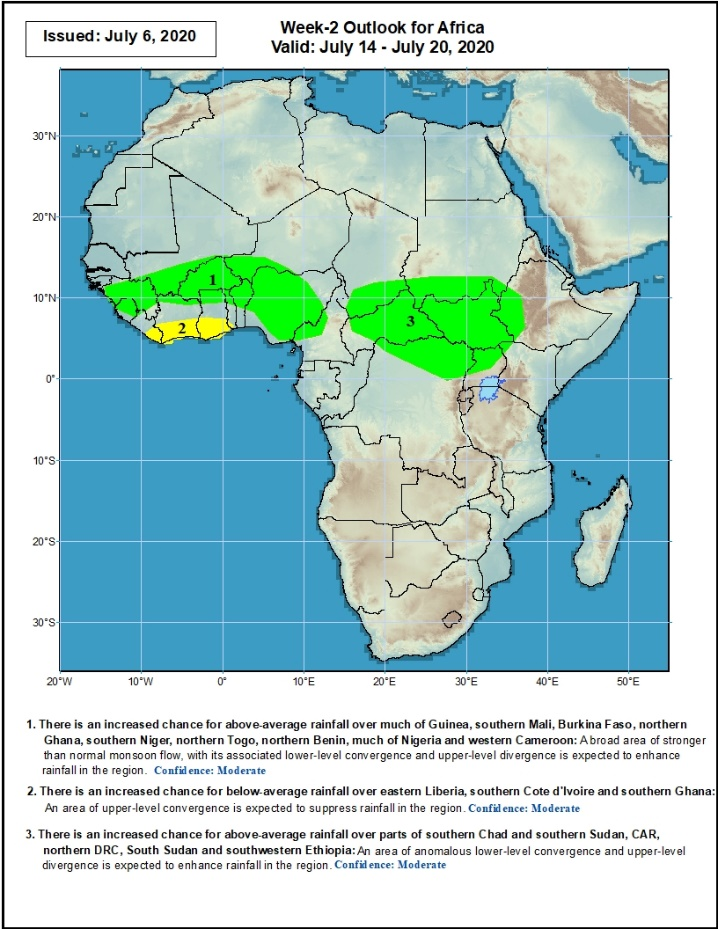 Issued: July 6, 2020
Week-2 Outlook for Africa
Valid: July 14 - July 20, 2020
30°N
20°N
10°N
0°
10°S
20°S
30°S
1
2
3
20°W 10°W 0° 10°E 20°E 30°E 40°E 50°E
1. There is an increased chance for above-average rainfall over much of Guinea, southern Mali, Burkina Faso, northern
Ghana, southern Niger, northern Togo, northern Benin, much of Nigeria and western Cameroon: A broad area of stronger
than normal monsoon flow, with its associated lower-level convergence and upper-level divergence is expected to enhance
rainfall in the region. Confidence: Moderate
2. There is an increased chance for below-average rainfall over eastern Liberia, southern Cote d'Ivoire and southern Ghana:
An area of upper-level convergence is expected to suppress rainfall in the region. Confidence: Moderate
3. There is an increased chance for above-average rainfall over parts of southern Chad and southern Sudan, CAR,
northern DRC, South Sudan and southwestern Ethiopia: An area of anomalous lower-level convergence and upper-level
divergence is expected to enhance rainfall in the region. Confidence: Moderate